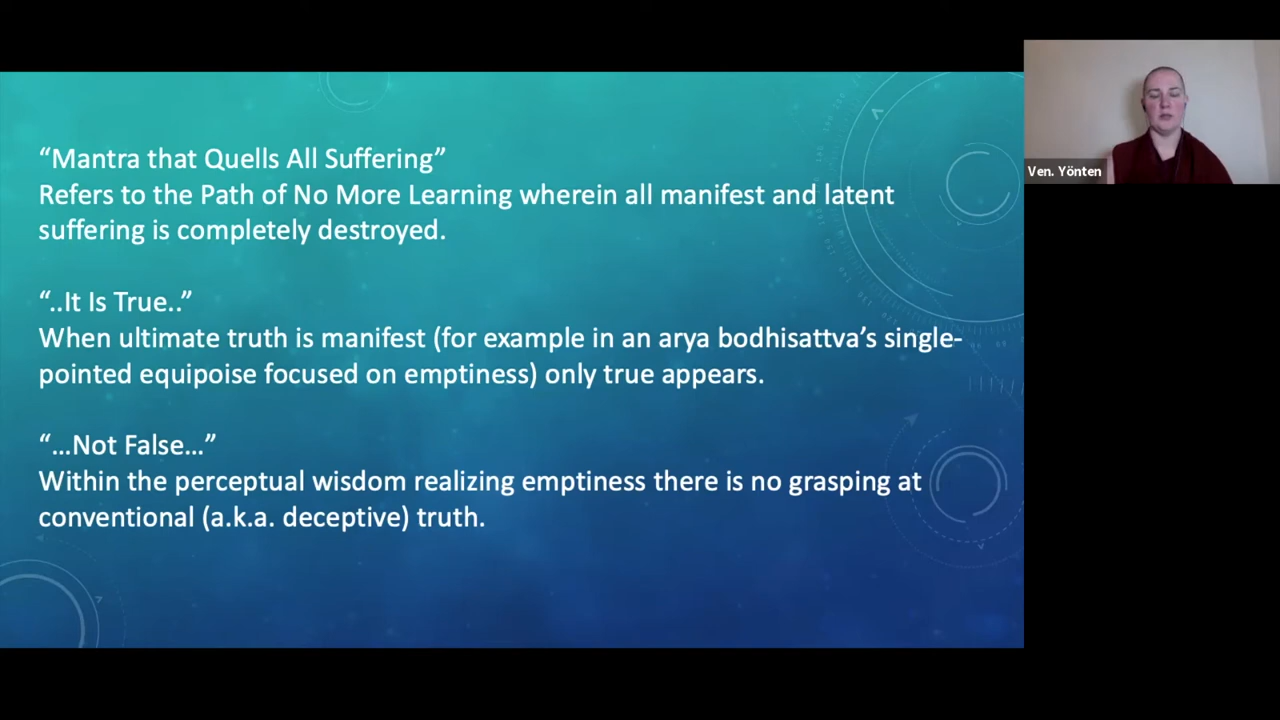 “Mantra that Quells All Suffering”
Refers to the Path of No More Learning wherein all manifest and latent
suffering is completely destroyed.
“..It Is True..”
When ultimate truth is manifest (for example in an arya bodhisattva’s single-
pointed equipoise focused on emptiness) only true appears.
“…Not False…”
Within the perceptual wisdom realizing emptiness there is no grasping at
conventional (a.k.a. deceptive) truth.
Ven. Yönten